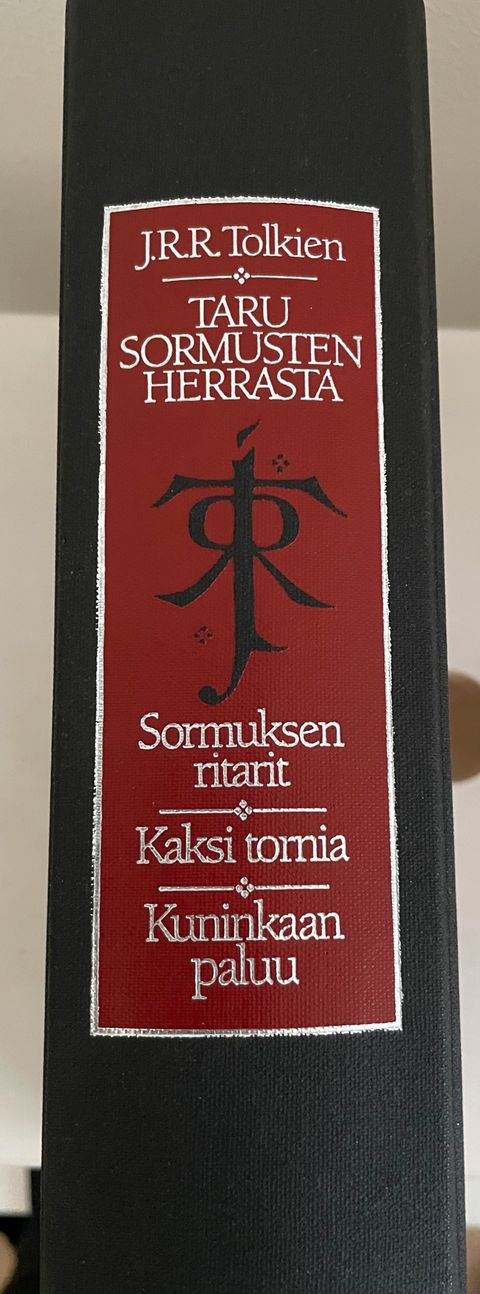 J.R.R. Tolkien
TARU
SORMUSTEN
HERRASTA
Sormuksen
ritarit
Kaksi tornia
Kuninkaan
paluu